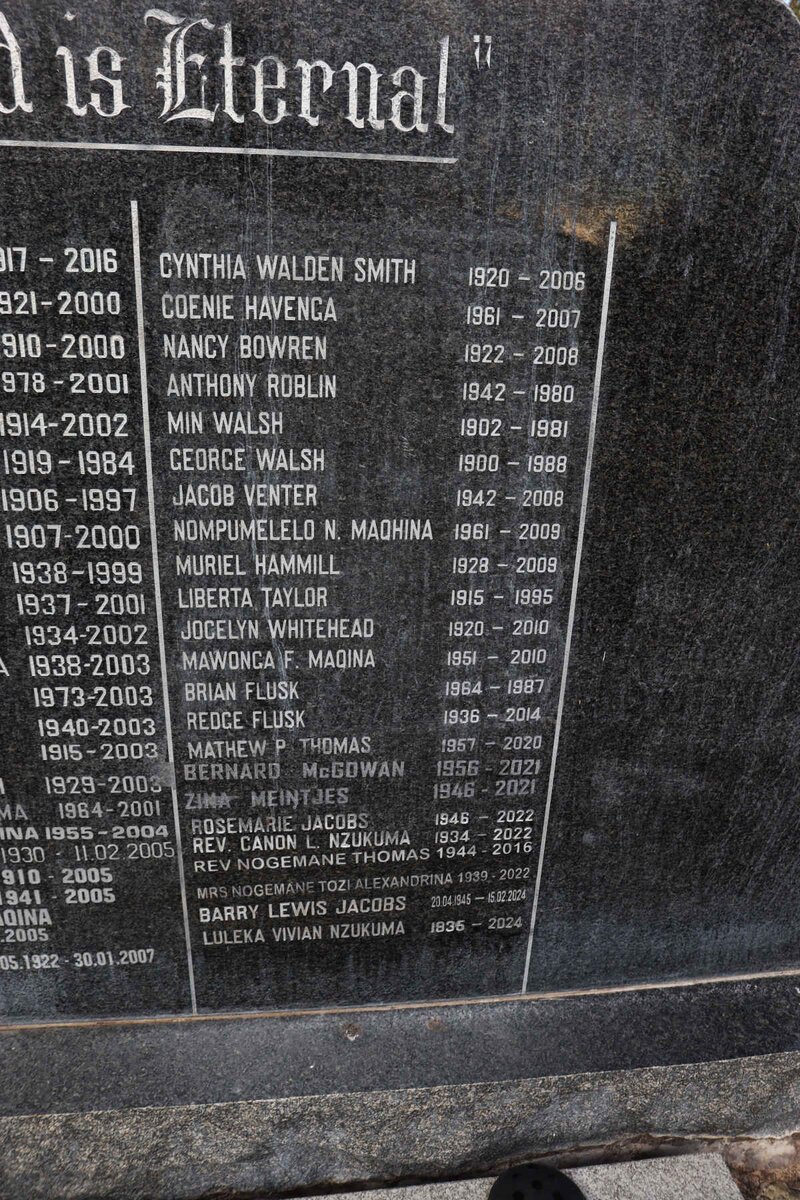 d is Eternal"
917 – 2016
921-2000
910-2000
978-2001
1914-2002
1919-1984
1906-1997
1907-2000
1938-1999
1937-2001
1934-2002
A 1938-2003
1973-2003
1940-2003
1915-2003
1929-2003
MA 1964-2001
INA 1955-2004
1930 - 11.02.2005
1910 - 2005
1941 - 2005
AQINA
.2005
.05.1922 - 30.01.2007
CYNTHIA WALDEN SMITH 1920 – 2006
COENIE HAVENGA 1961 – 2007
NANCY BOWREN 1922 – 2008
ANTHONY ROBLIN 1942 – 1980
MIN WALSH 1902 – 1981
GEORGE WALSH 1900 – 1988
JACOB VENTER 1942 – 2008
NOMPUMELELO N. MAQHINA 1961 – 2009
MURIEL HAMMILL 1928 – 2009
LIBERTA TAYLOR 1915 – 1995
JOCELYN WHITEHEAD 1920 – 2010
MAWONGA F. MAQINA 1951 – 2010
BRIAN FLUSK 1964 – 1987
REDGE FLUSK 1936 – 2014
MATHEW P THOMAS 1957 – 2020
BERNARD McGOWAN 1956 - 2021
ZINA MEINTJES 1946 - 2021
ROSEMARIE JACOBS 1946 – 2022
REV. CANON L. NZUKUMA 1934 – 2022
REV NOGEMANE THOMAS 1944 - 2016
MRS NOGEMANE TOZI ALEXANDRINA 1939 - 2022
BARRY LEWIS JACOBS 20.04.1945 — 15.02.2024
LULEKA VIVIAN NZUKUMA 1936 – 2024